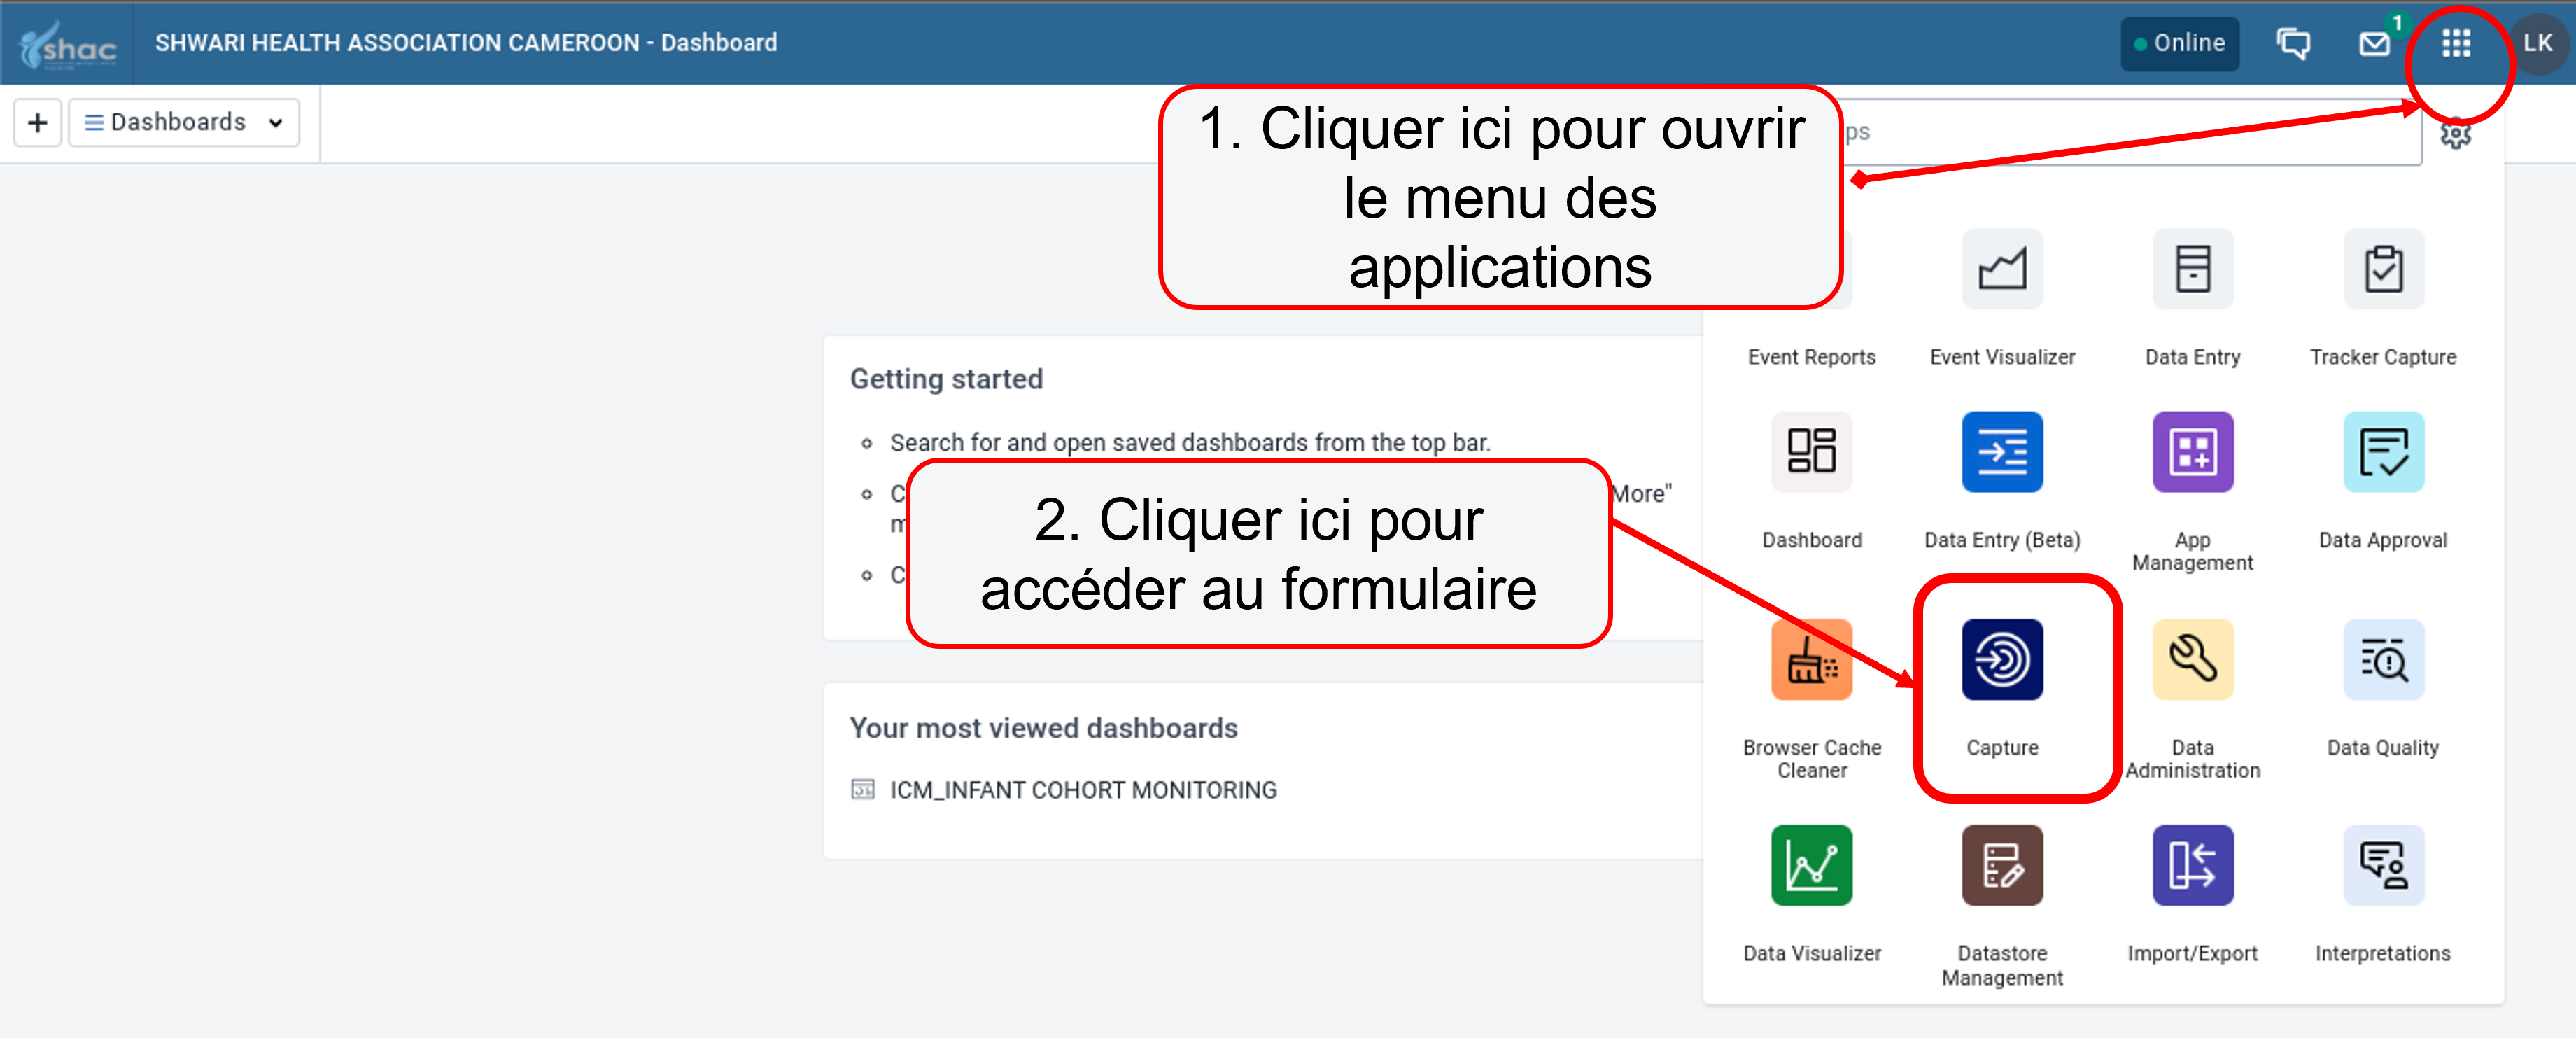 shac
SHWARI HEALTH ASSOCIATION CAMEROON - Dashboard
Online
1
LK
+
Dashboards
ps
1. Cliquer ici pour ouvrir
le menu des
applications
Event Reports
Event Visualizer
Data Entry
Tracker Capture
Getting started
Search for and open saved dashboards from the top bar.
C
More"
m
C
2. Cliquer ici pour
accéder au formulaire
Dashboard
Data Entry (Beta)
App
Management
Data Approval
Your most viewed dashboards
ICM_INFANT COHORT MONITORING
Browser Cache
Cleaner
Capture
Data
Administration
Data Quality
Data Visualizer
Datastore
Management
Import/Export
Interpretations